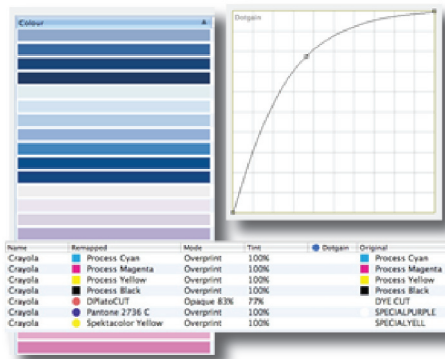 Colour
Dotgain
Name Remapped Mode Tint Dotgain Original
Crayola Process Cyan Overprint 100% Process Cyan
Crayola Process Magenta Overprint 100% Process Magenta
Crayola Process Yellow Overprint 100% Process Yellow
Crayola Process Black Overprint 100% Process Black
Crayola DiPlatoCUT Opaque 83% 77% DYE CUT
Crayola Pantone 2736 C Overprint 100% SPECIALPURPLE
Crayola Spektacolor Yellow Overprint 100% SPECIALYELL